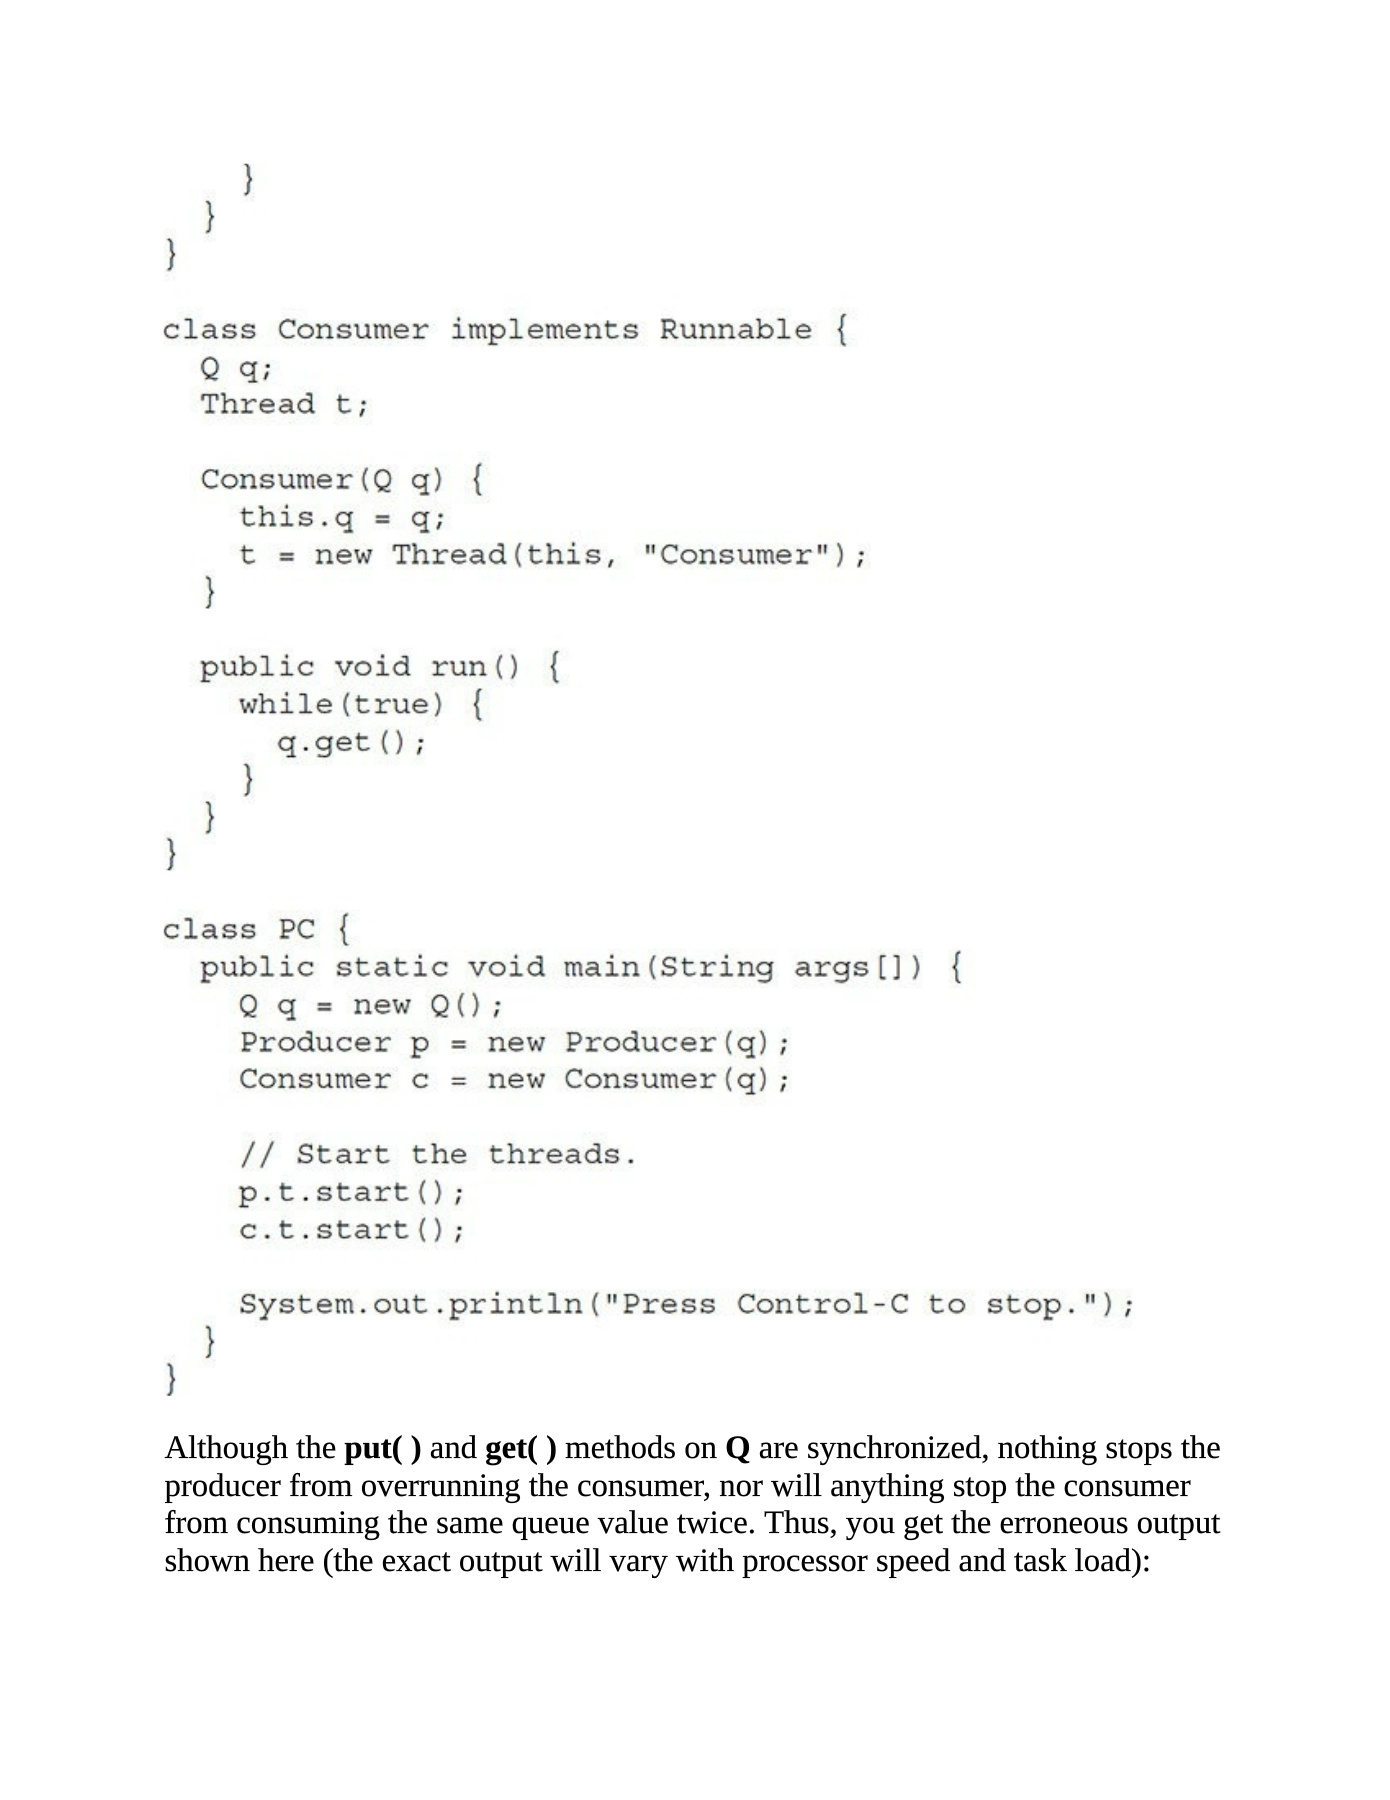 }
  }
}

class Consumer implements Runnable {
  Q q;
  Thread t;

  Consumer(Q q) {
    this.q = q;
    t = new Thread(this, "Consumer");
  }

  public void run() {
    while(true) {
      q.get();
    }
  }
}

class PC {
  public static void main(String args[]) {
    Q q = new Q();
    Producer p = new Producer(q);
    Consumer c = new Consumer(q);

    // Start the threads.
    p.t.start();
    c.t.start();

    System.out.println("Press Control-C to stop.");
  }
}

Although the put( ) and get( ) methods on Q are synchronized, nothing stops the
producer from overrunning the consumer, nor will anything stop the consumer
from consuming the same queue value twice. Thus, you get the erroneous output
shown here (the exact output will vary with processor speed and task load):